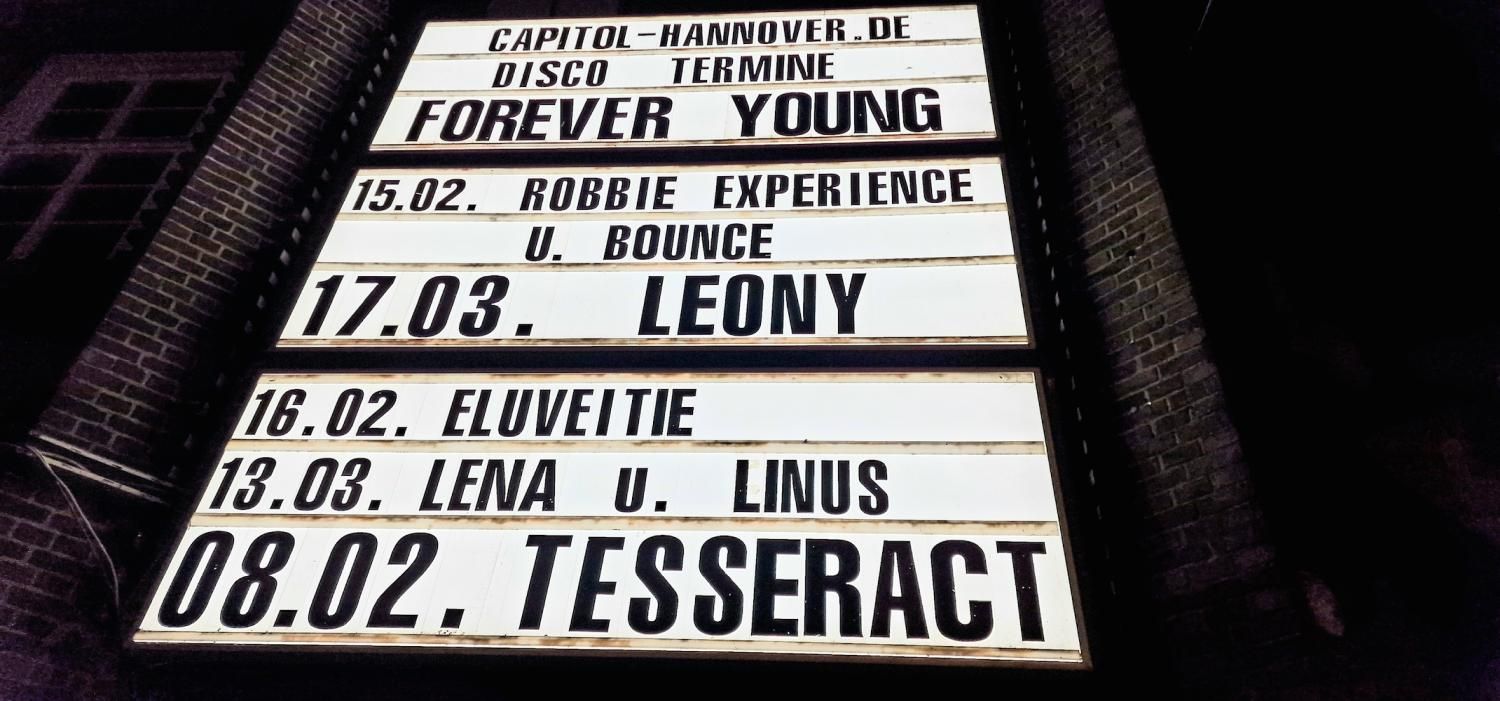 CAPITOL-HANNOVER.DE
DISCO TERMINE
FOREVER YOUNG
15.02. ROBBIE EXPERIENCE
U. BOUNCE
17.03. LEONY
16.02. ELUVEITIE
13.03. LENA u. LINUS
08.02. TESSERACT